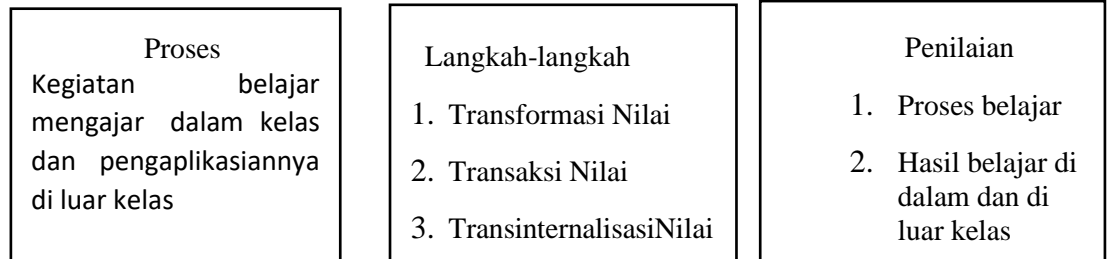 Proses
Kegiatan belajar
mengajar dalam kelas
dan pengaplikasiannya
di luar kelas
Langkah-langkah
1. Transformasi Nilai
2. Transaksi Nilai
3. TransinternalisasiNilai
Penilaian
1. Proses belajar
2. Hasil belajar di
dalam dan di
luar kelas